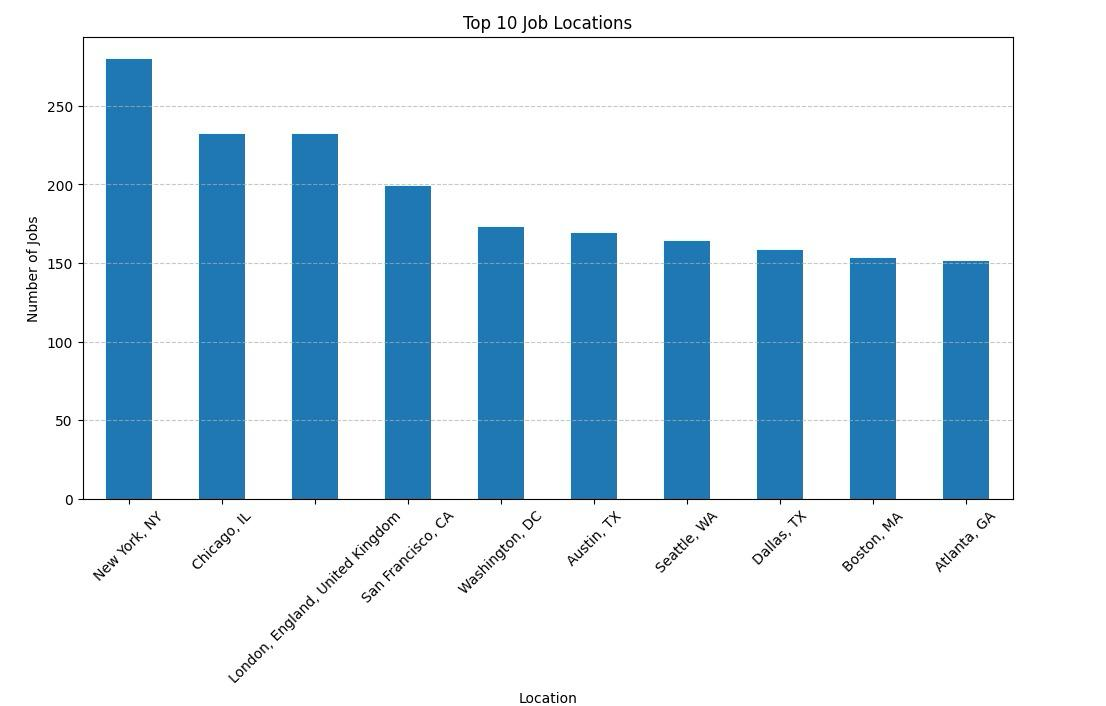 Top 10 Job Locations
Number of Jobs
250
200
150
100
50
0
New York, NY
Chicago, IL
London, England, United Kingdom
San Francisco, CA
Washington, DC
Austin, TX
Seattle, WA
Dallas, TX
Boston, MA
Atlanta, GA
Location